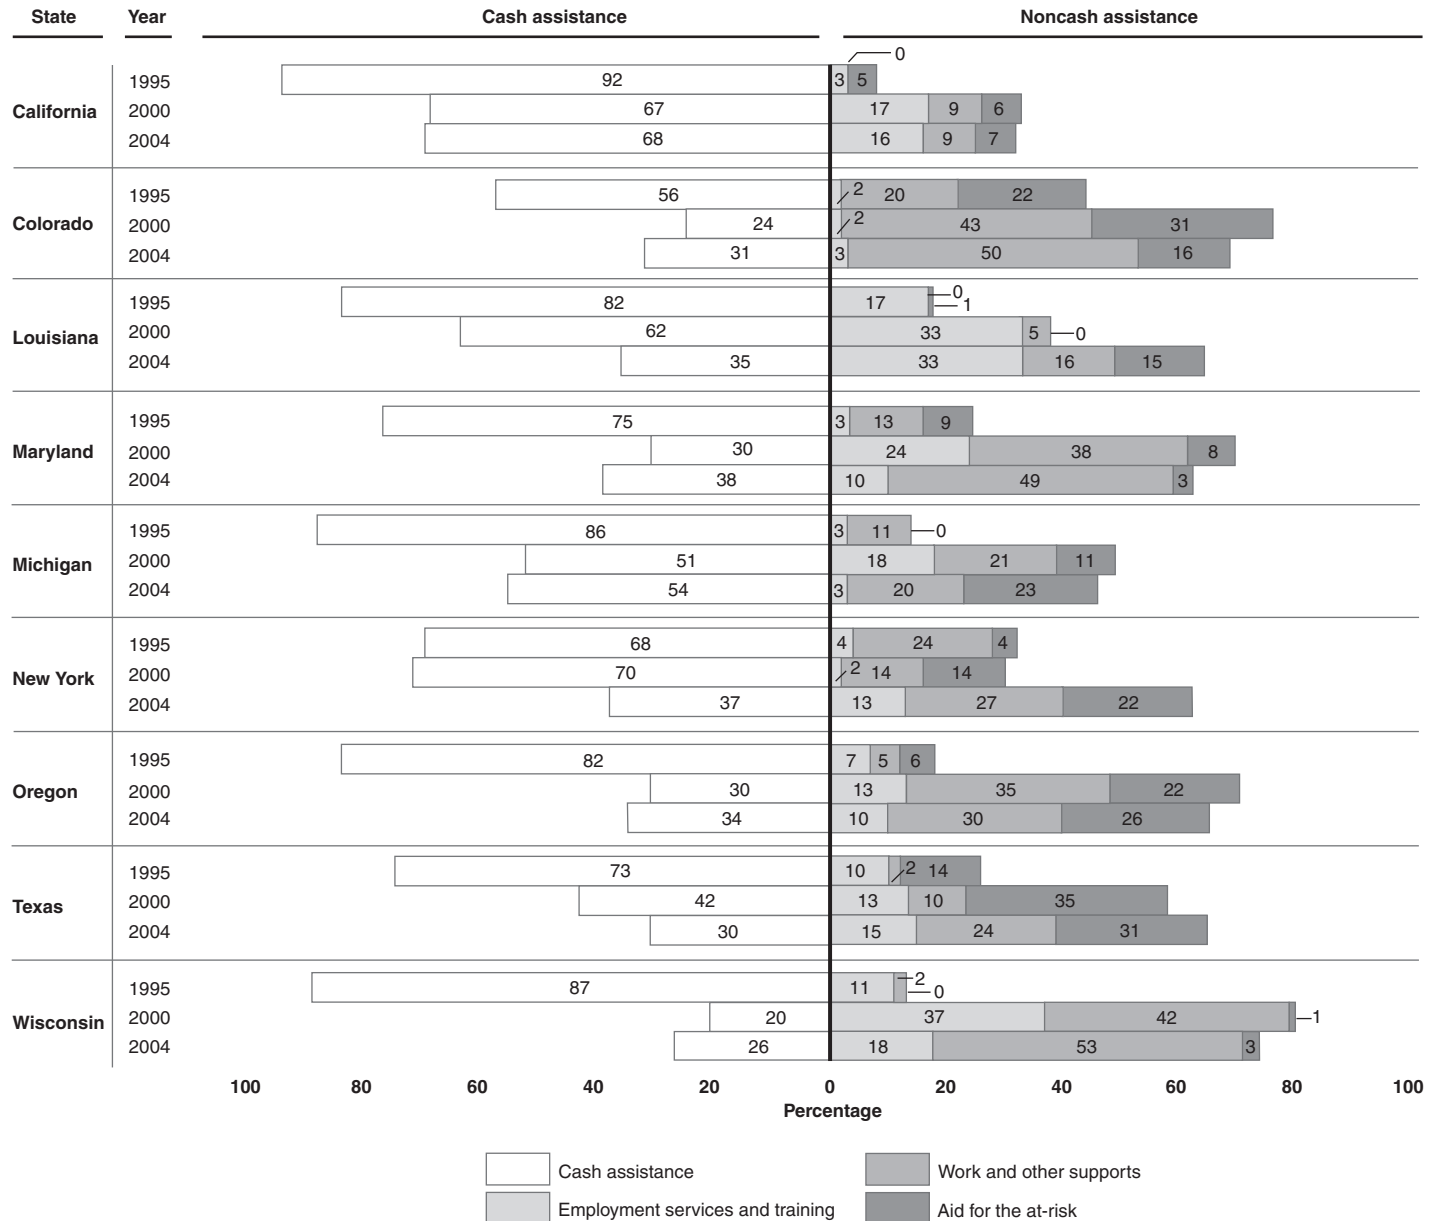 State Year Cash assistance Noncash assistance
0
1995 92 3 5
California 2000 67 17 9 6
2004 68 16 9 7
1995 56 2 20 22
Colorado 2000 24 2 43 31
2004 31 3 50 16
1995 82 17 0
1
Louisiana 2000 62 33 5 0
2004 35 33 16 15
1995 75 3 13 9
Maryland 2000 30 24 38 8
2004 38 10 49 3
1995 86 3 11 0
Michigan 2000 51 18 21 11
2004 54 3 20 23
1995 68 4 24 4
New York 2000 70 2 14 14
2004 37 13 27 22
1995 82 7 5 6
Oregon 2000 30 13 35 22
2004 34 10 30 26
1995 73 10 2 14
Texas 2000 42 13 10 35
2004 30 15 24 31
1995 87 11 2
0
Wisconsin 2000 20 37 42 1
2004 26 18 53 3
100 80 60 40 20 0 20 40 60 80 100
Percentage
Cash assistance Work and other supports
Employment services and training Aid for the at-risk